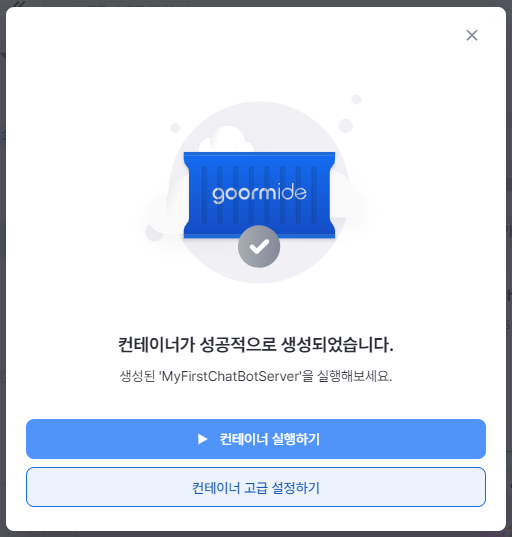 goormide
컨테이너가 성공적으로 생성되었습니다.
생성된 'MyFirstChatBotServer'을 실행해보세요.
컨테이너 실행하기
컨테이너 고급 설정하기